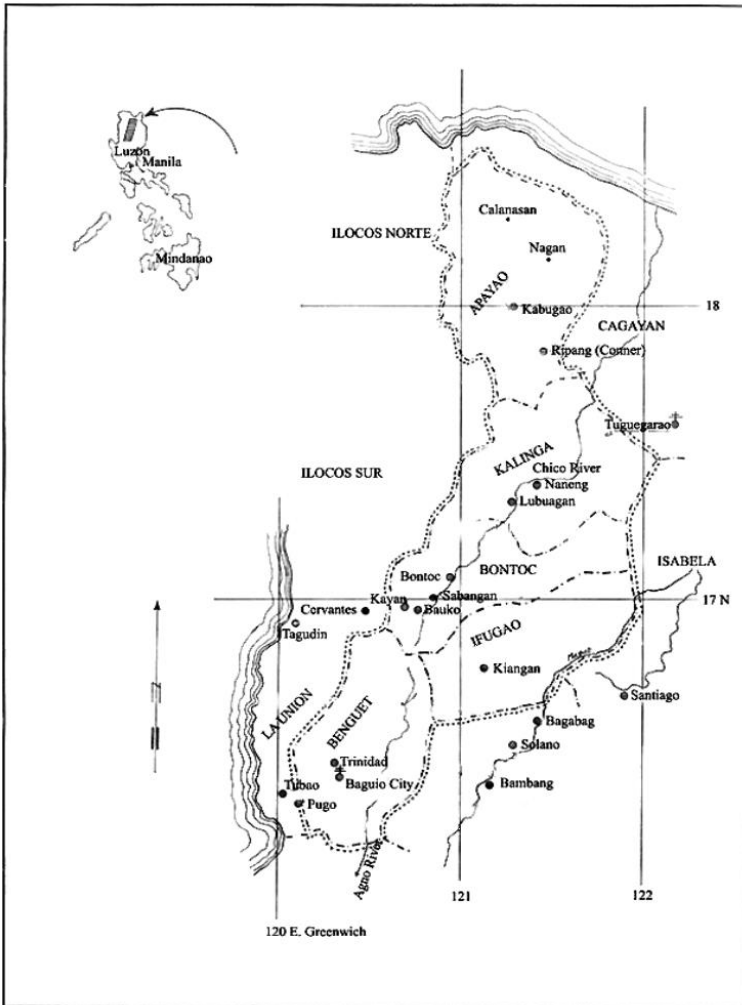 Luzon
Manila
Mindanao
Calanasan
ILOCOS NORTE
Nagan
APAYAO
Kabugao
18
CAGAYAN
Ripang (Conner)
Tuguegarao
KALINGA
Chico River
ILOCOS SUR
Naneng
Lubuagan
ISABELA
Bontoc
BONTOC
Sabangan
Kayan
17 N
Cervantes
Bauko
Tagudin
IFUGAO
Kiangan
Santiago
LA UNION
BENGUET
Bagabag
Solano
Trinidad
Baguio City
Bambang
Tubao
Pugo
Agno River
121
122
120 E. Greenwich